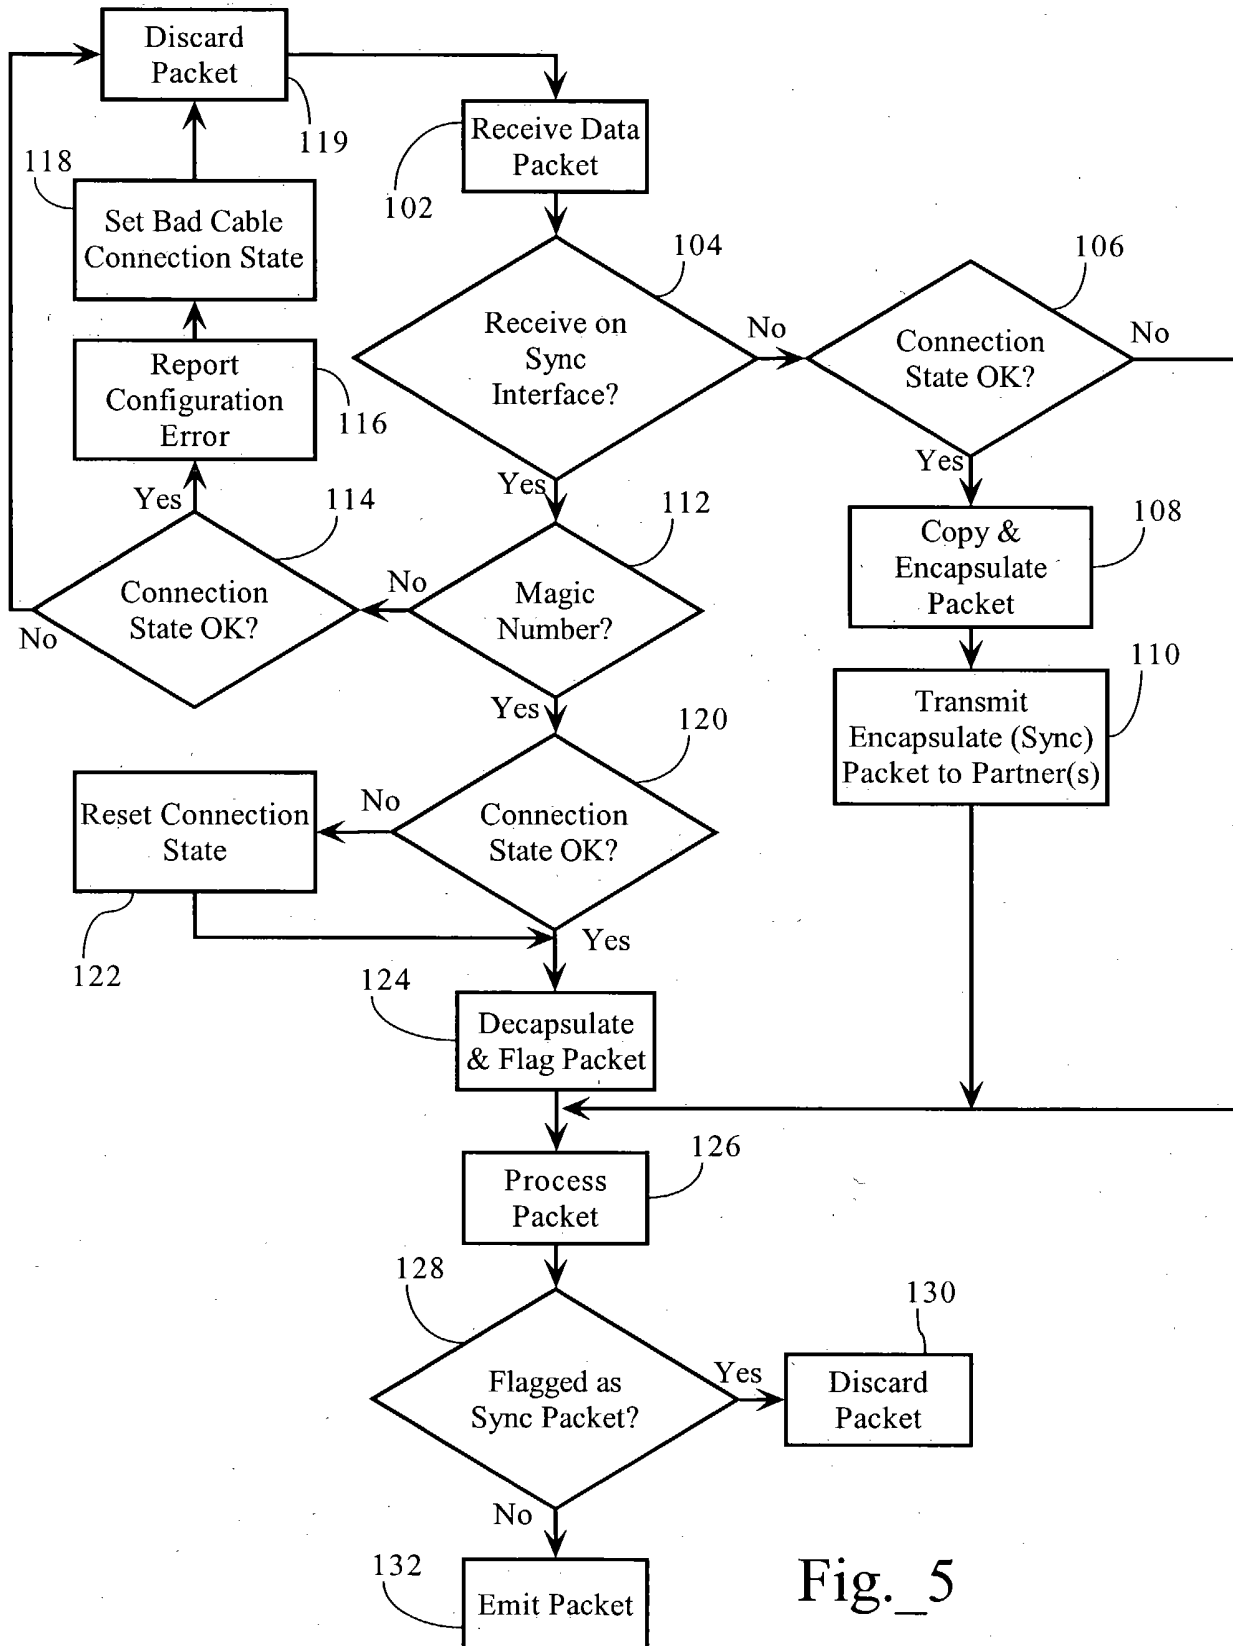 Discard
Packet
119
Receive Data
Packet
102
118
Set Bad Cable
Connection State
104
Receive on
Sync
Interface?
No
106
Connection
State OK?
No
Report
Configuration
Error
116
Yes
Yes
Yes
114
Connection
State OK?
No
No
112
Magic
Number?
108
Copy &
Encapsulate
Packet
110
Transmit
Encapsulate (Sync)
Packet to Partner(s)
Yes
120
Connection
State OK?
No
Reset Connection
State
122
Yes
124
Decapsulate
& Flag Packet
126
Process
Packet
128
Flagged as
Sync Packet?
Yes
130
Discard
Packet
No
132
Emit Packet
Fig._5